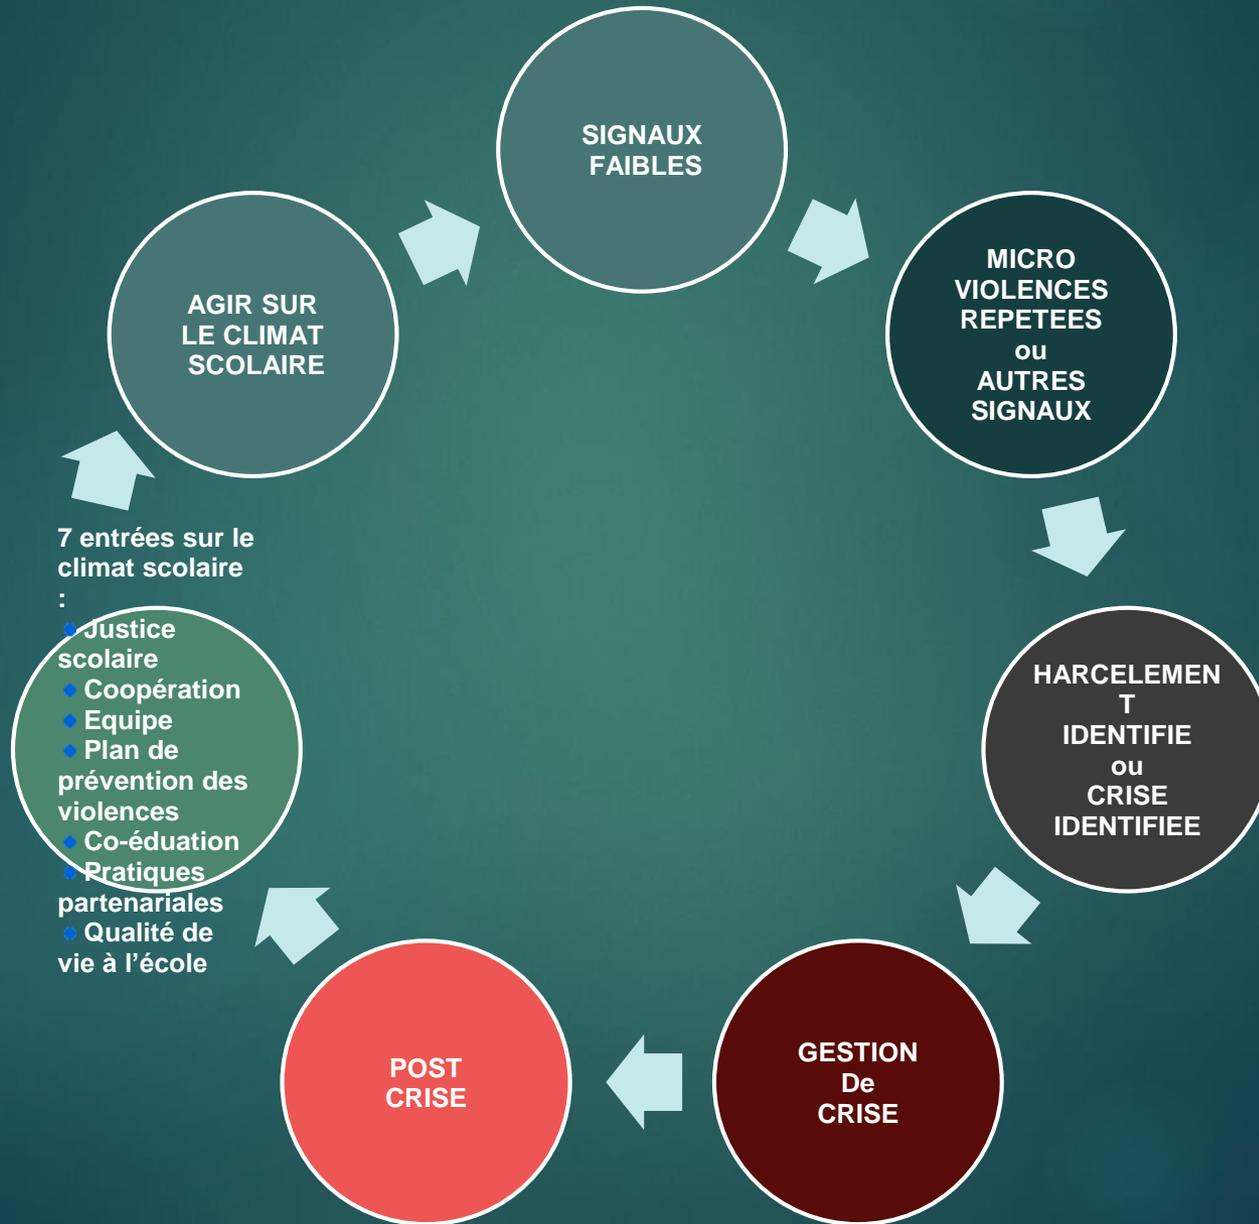 SIGNAUX
FAIBLES
MICRO
VIOLENCES
REPETEES
ou
AUTRES
SIGNAUX
HARCELEMEN
T
IDENTIFIE
ou
CRISE
IDENTIFIEE
GESTION
De
CRISE
POST
CRISE
7 entrées sur le
climat scolaire
:
Justice
scolaire
Coopération
Equipe
Plan de
prévention des
violences
Co-éduation
Pratiques
partenariales
Qualité de
vie à l’école
AGIR SUR
LE CLIMAT
SCOLAIRE